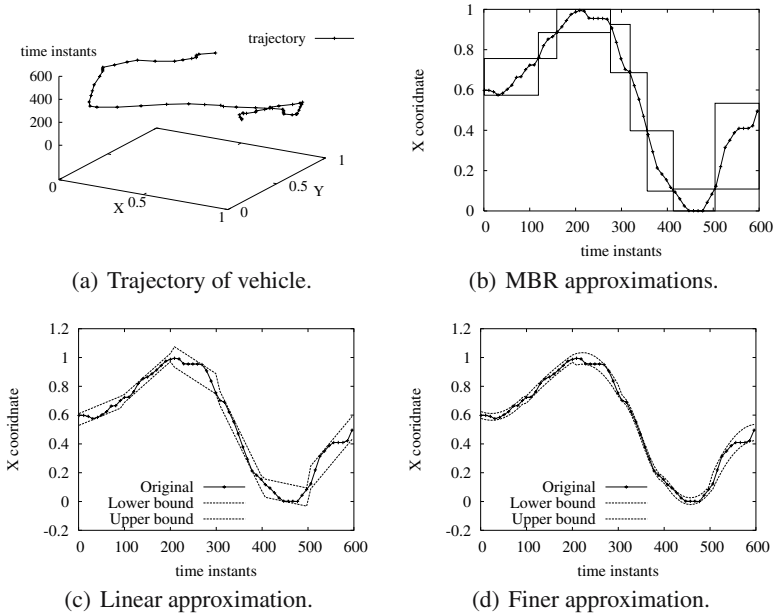 trajectory
time instants
600
400
200
0
0
X
0.5
1
0
0.5
Y
1
(a) Trajectory of vehicle.
1
0.8
0.6
0.4
0.2
0
X cooridnate
0 100 200 300 400 500 600
time instants
(b) MBR approximations.
1.2
1
0.8
0.6
0.4
0.2
0
-0.2
X cooridnate
Original
Lower bound
Upper bound
0 100 200 300 400 500 600
time instants
(c) Linear approximation.
1.2
1
0.8
0.6
0.4
0.2
0
-0.2
X cooridnate
Original
Lower bound
Upper bound
0 100 200 300 400 500 600
time instants
(d) Finer approximation.